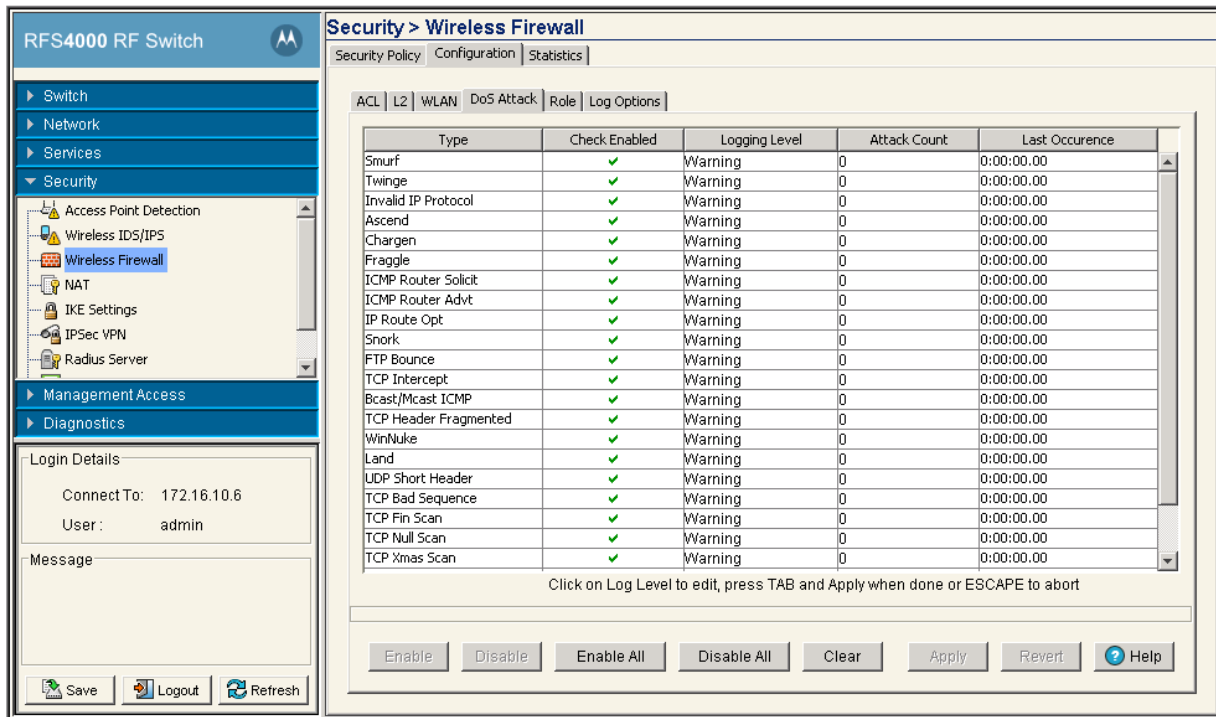 RFS4000 RF Switch
Switch
Network
Services
Security
Access Point Detection
Wireless IDS/IPS
Wireless Firewall
NAT
IKE Settings
IPSec VPN
Radius Server
Management Access
Diagnostics
Login Details
Connect To: 172.16.10.6
User : admin
Message
Save Logout Refresh
Security > Wireless Firewall
Security Policy Configuration Statistics
ACL L2 WLAN DoS Attack Role Log Options
Type Check Enabled Logging Level Attack Count Last Occurence
Smurf Warning 0 0:00:00.00
Twinge Warning 0 0:00:00.00
Invalid IP Protocol Warning 0 0:00:00.00
Ascend Warning 0 0:00:00.00
Chargen Warning 0 0:00:00.00
Fraggle Warning 0 0:00:00.00
ICMP Router Solicit Warning 0 0:00:00.00
ICMP Router Advt Warning 0 0:00:00.00
IP Route Opt Warning 0 0:00:00.00
Snork Warning 0 0:00:00.00
FTP Bounce Warning 0 0:00:00.00
TCP Intercept Warning 0 0:00:00.00
Bcast/Mcast ICMP Warning 0 0:00:00.00
TCP Header Fragmented Warning 0 0:00:00.00
WinNuke Warning 0 0:00:00.00
Land Warning 0 0:00:00.00
UDP Short Header Warning 0 0:00:00.00
TCP Bad Sequence Warning 0 0:00:00.00
TCP Fin Scan Warning 0 0:00:00.00
TCP Null Scan Warning 0 0:00:00.00
TCP Xmas Scan Warning 0 0:00:00.00
Click on Log Level to edit, press TAB and Apply when done or ESCAPE to abort
Enable Disable Enable All Disable All Clear Apply Revert Help